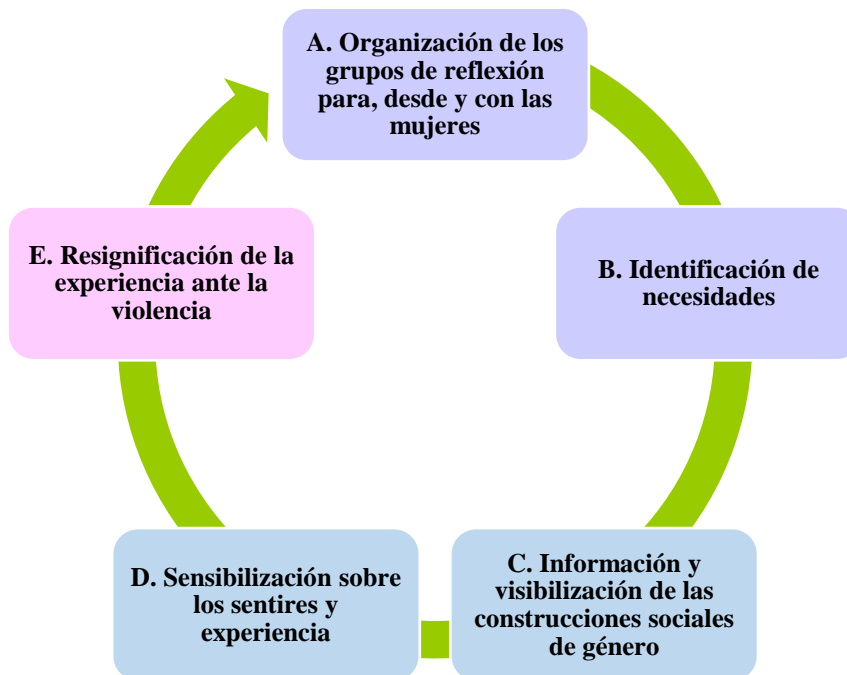 A. Organización de los
grupos de reflexión
para, desde y con las
mujeres
B. Identificación de
necesidades
C. Información y
visibilización de las
construcciones sociales
de género
D. Sensibilización sobre
los sentires y
experiencia
E. Resignificación de la
experiencia ante la
violencia